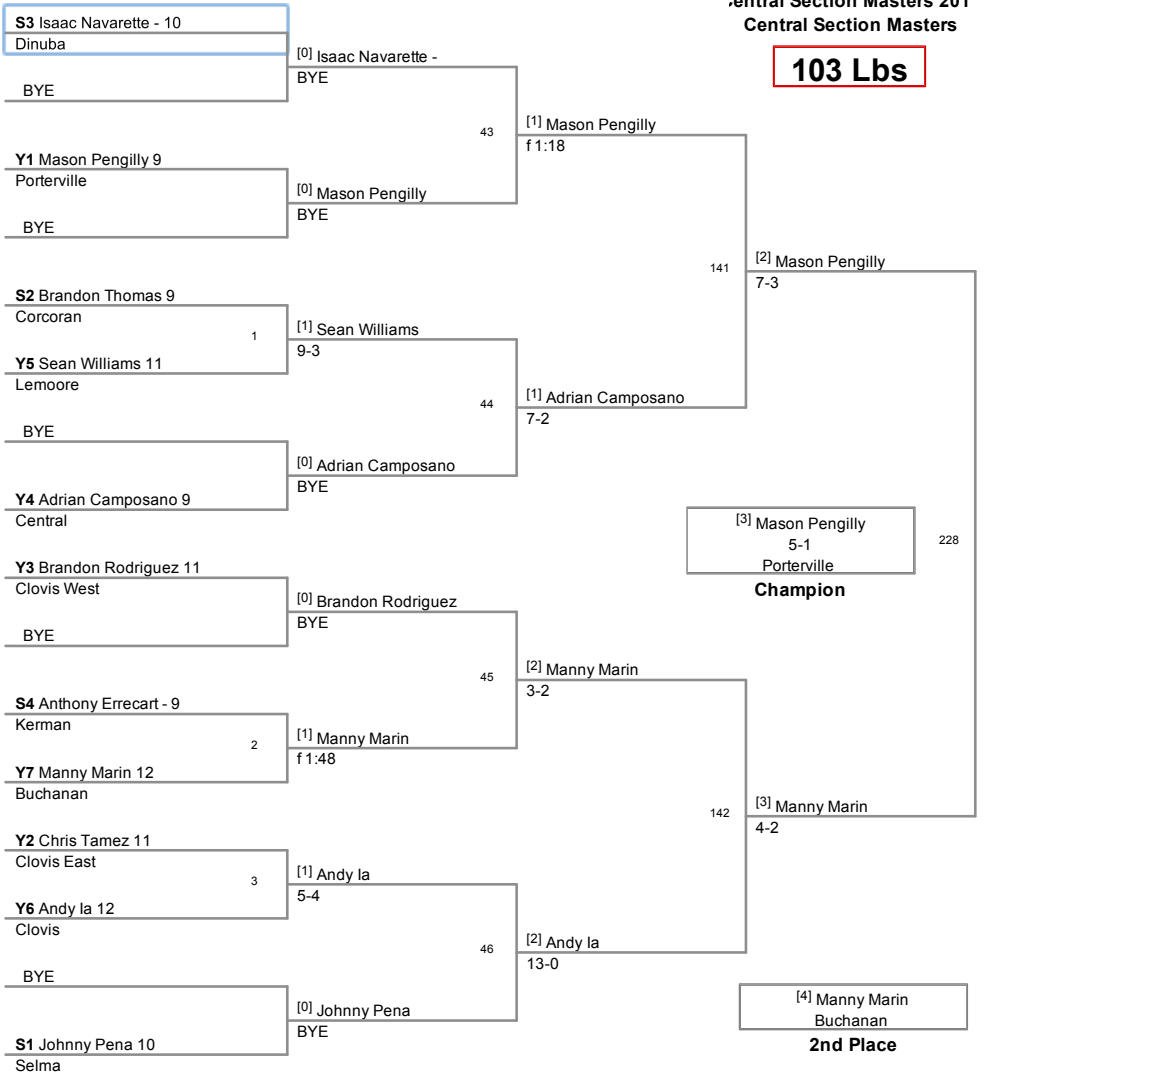 Central Section Masters 201
Central Section Masters
103 Lbs
S3 Isaac Navarette - 10
Dinuba
BYE
[0] Isaac Navarette -
BYE
43
[1] Mason Pengilly
f 1:18
Y1 Mason Pengilly 9
Porterville
BYE
[0] Mason Pengilly
BYE
141
[2] Mason Pengilly
7-3
S2 Brandon Thomas 9
Corcoran
1
Y5 Sean Williams 11
Lemoore
[1] Sean Williams
9-3
44
[1] Adrian Camposano
7-2
BYE
Y4 Adrian Camposano 9
Central
[0] Adrian Camposano
BYE
[3] Mason Pengilly
5-1
Porterville
Champion
228
Y3 Brandon Rodriguez 11
Clovis West
BYE
[0] Brandon Rodriguez
BYE
45
[2] Manny Marin
3-2
S4 Anthony Errecart - 9
Kerman
2
Y7 Manny Marin 12
Buchanan
[1] Manny Marin
f 1:48
142
[3] Manny Marin
4-2
Y2 Chris Tamez 11
Clovis East
3
Y6 Andy Ia 12
Clovis
[1] Andy Ia
5-4
46
[2] Andy Ia
13-0
BYE
S1 Johnny Pena 10
Selma
[0] Johnny Pena
BYE
[4] Manny Marin
Buchanan
2nd Place